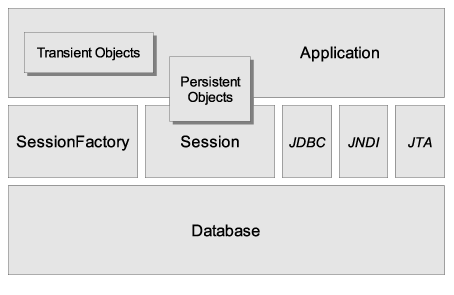 Transient Objects
Application
Persistent
Objects
SessionFactory
Session
JDBC
JNDI
JTA
Database